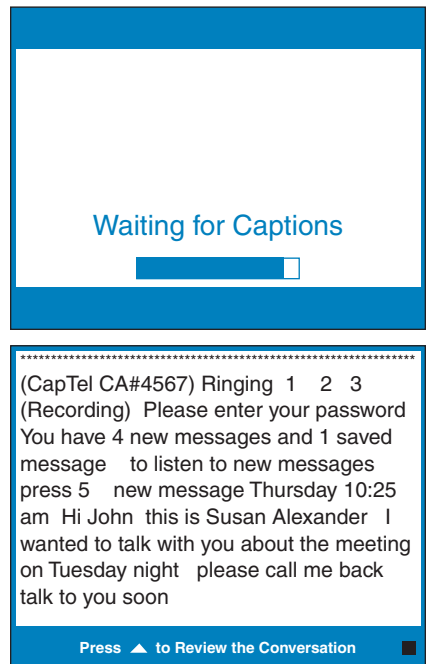 Waiting for Captions
********************************************************************
(CapTel CA#4567) Ringing 1 2 3
(Recording) Please enter your password
You have 4 new messages and 1 saved
message to listen to new messages
press 5 new message Thursday 10:25
am Hi John this is Susan Alexander I
wanted to talk with you about the meeting
on Tuesday night please call me back
talk to you soon
Press ▲ to Review the Conversation